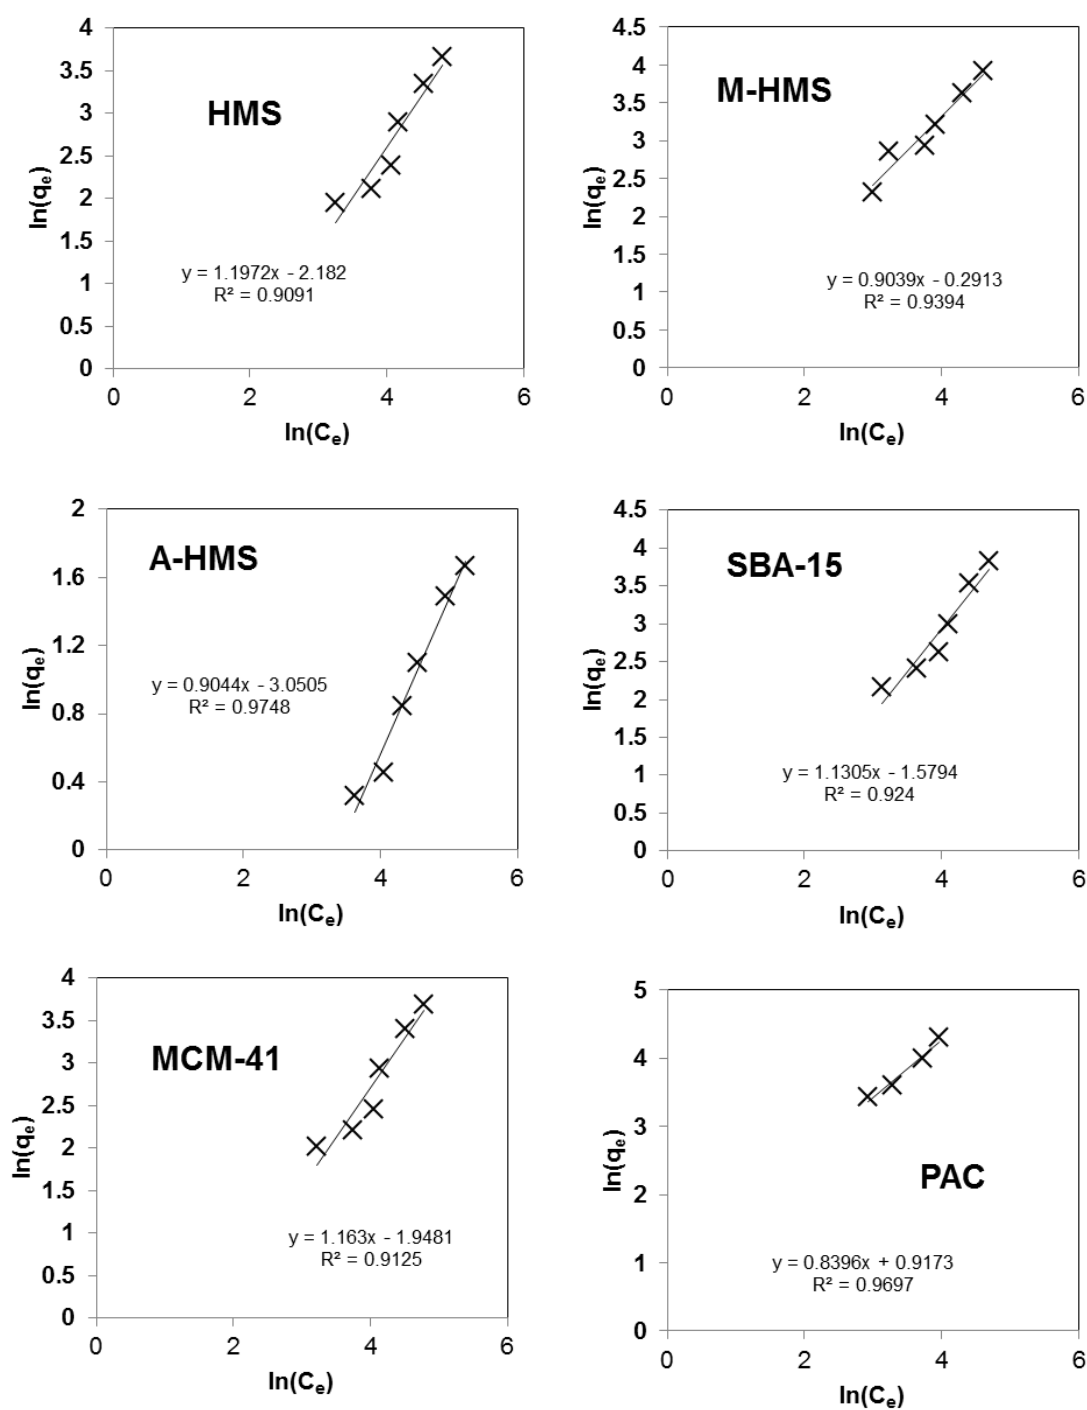 4
3.5
3
2.5
2
1.5
1
0.5
0
0
2
4
6
ln(qe)
ln(Ce)
HMS
y = 1.1972x - 2.182
R² = 0.9091
4.5
4
3.5
3
2.5
2
1.5
1
0.5
0
0
2
4
6
ln(qe)
ln(Ce)
M-HMS
y = 0.9039x - 0.2913
R² = 0.9394
2
1.6
1.2
0.8
0.4
0
0
2
4
6
ln(qe)
ln(Ce)
A-HMS
y = 0.9044x - 3.0505
R² = 0.9748
4.5
4
3.5
3
2.5
2
1.5
1
0.5
0
0
2
4
6
ln(qe)
ln(Ce)
SBA-15
y = 1.1305x - 1.5794
R² = 0.924
4
3.5
3
2.5
2
1.5
1
0.5
0
0
2
4
6
ln(qe)
ln(Ce)
MCM-41
y = 1.163x - 1.9481
R² = 0.9125
5
4
3
2
1
0
0
2
4
6
ln(qe)
ln(Ce)
PAC
y = 0.8396x + 0.9173
R² = 0.9697